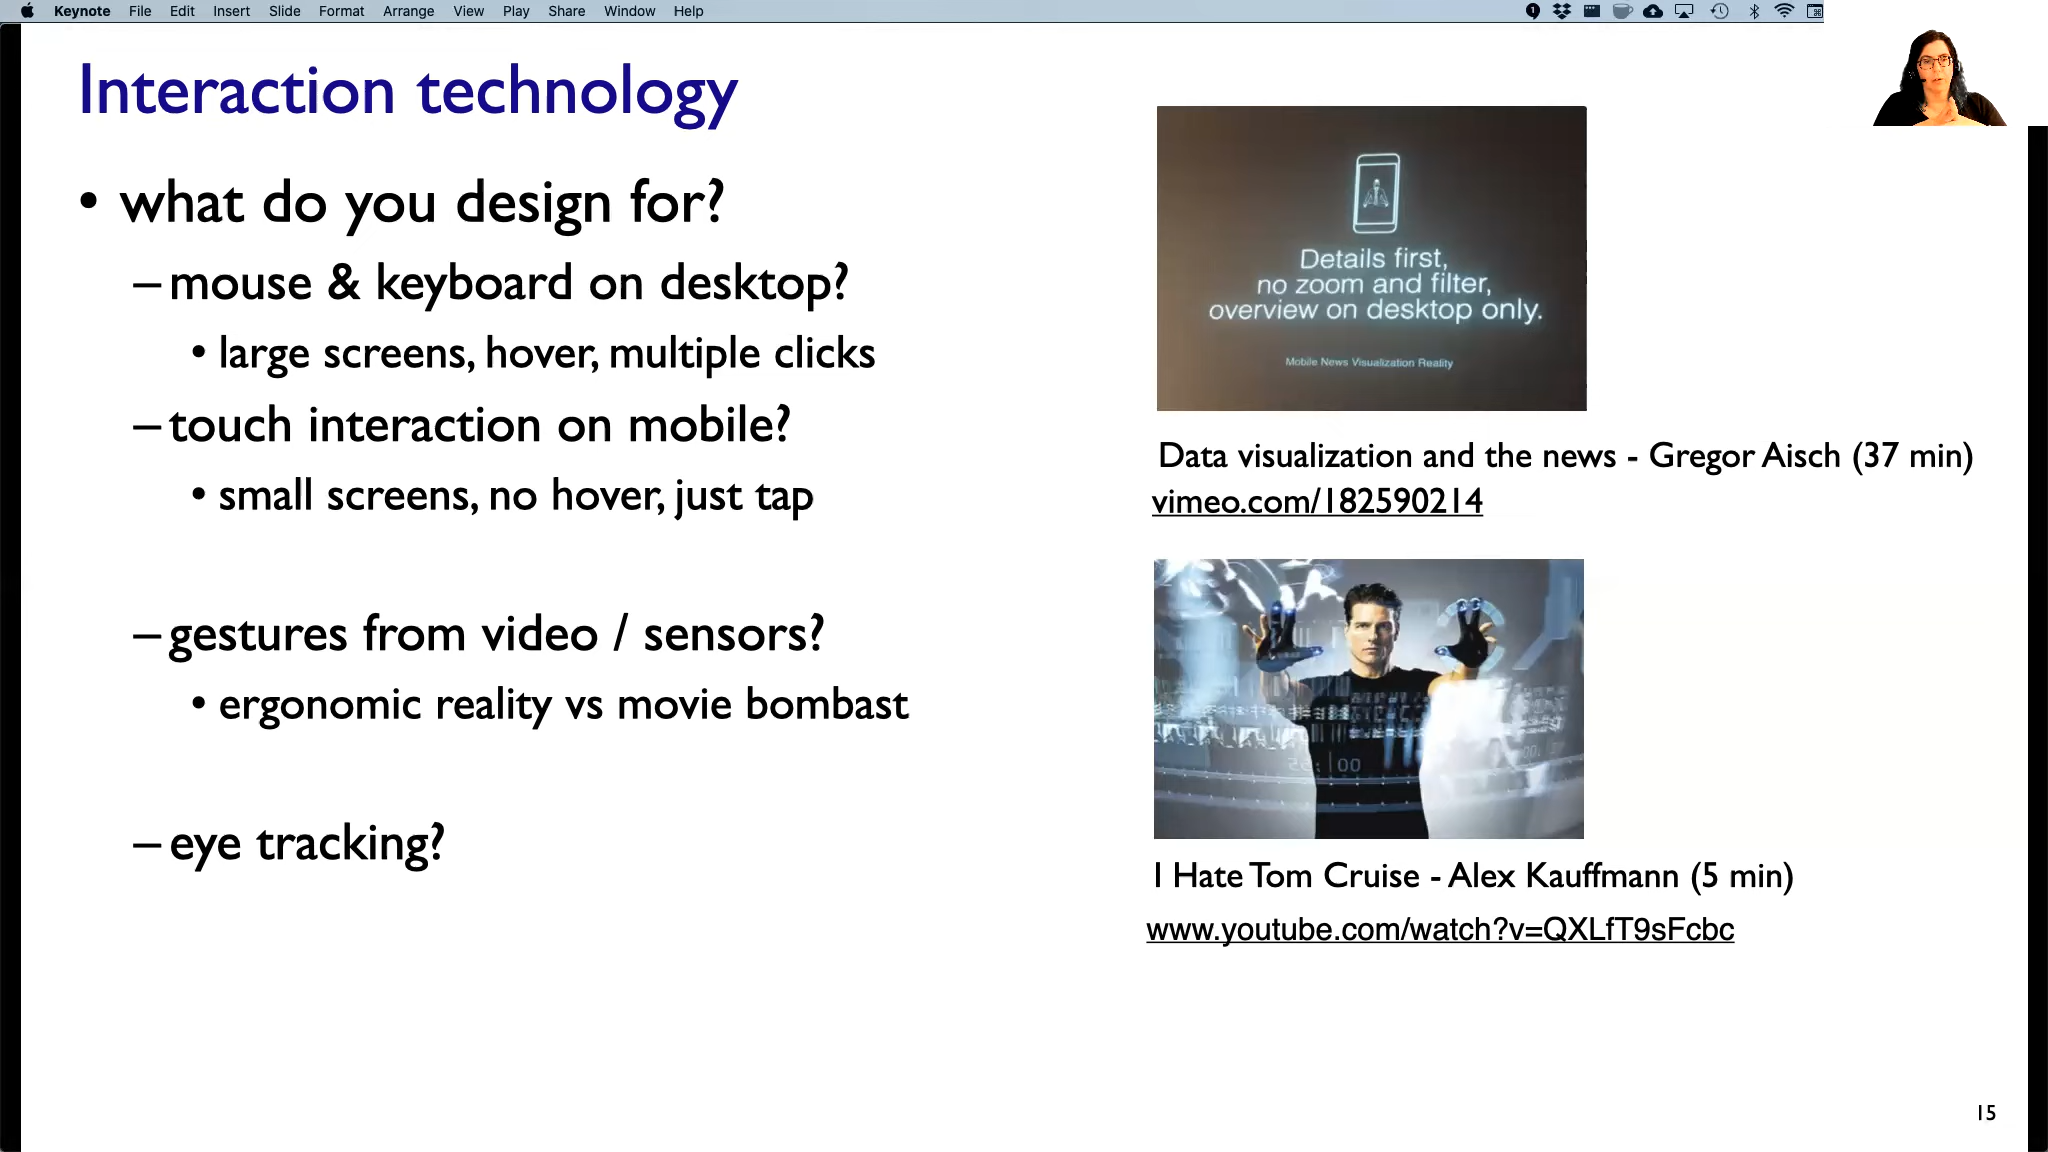 Keynote File Edit Insert Slide Format Arrange View Play Share Window Help
Interaction technology
• what do you design for?
– mouse & keyboard on desktop?
• large screens, hover, multiple clicks
– touch interaction on mobile?
• small screens, no hover, just tap
– gestures from video / sensors?
• ergonomic reality vs movie bombast
– eye tracking?
Details first,
no zoom and filter,
overview on desktop only.
Mobile News Visualization Reality
Data visualization and the news - Gregor Aisch (37 min)
vimeo.com/182590214
I Hate Tom Cruise - Alex Kauffmann (5 min)
www.youtube.com/watch?v=QXLfT9sFcbc
15